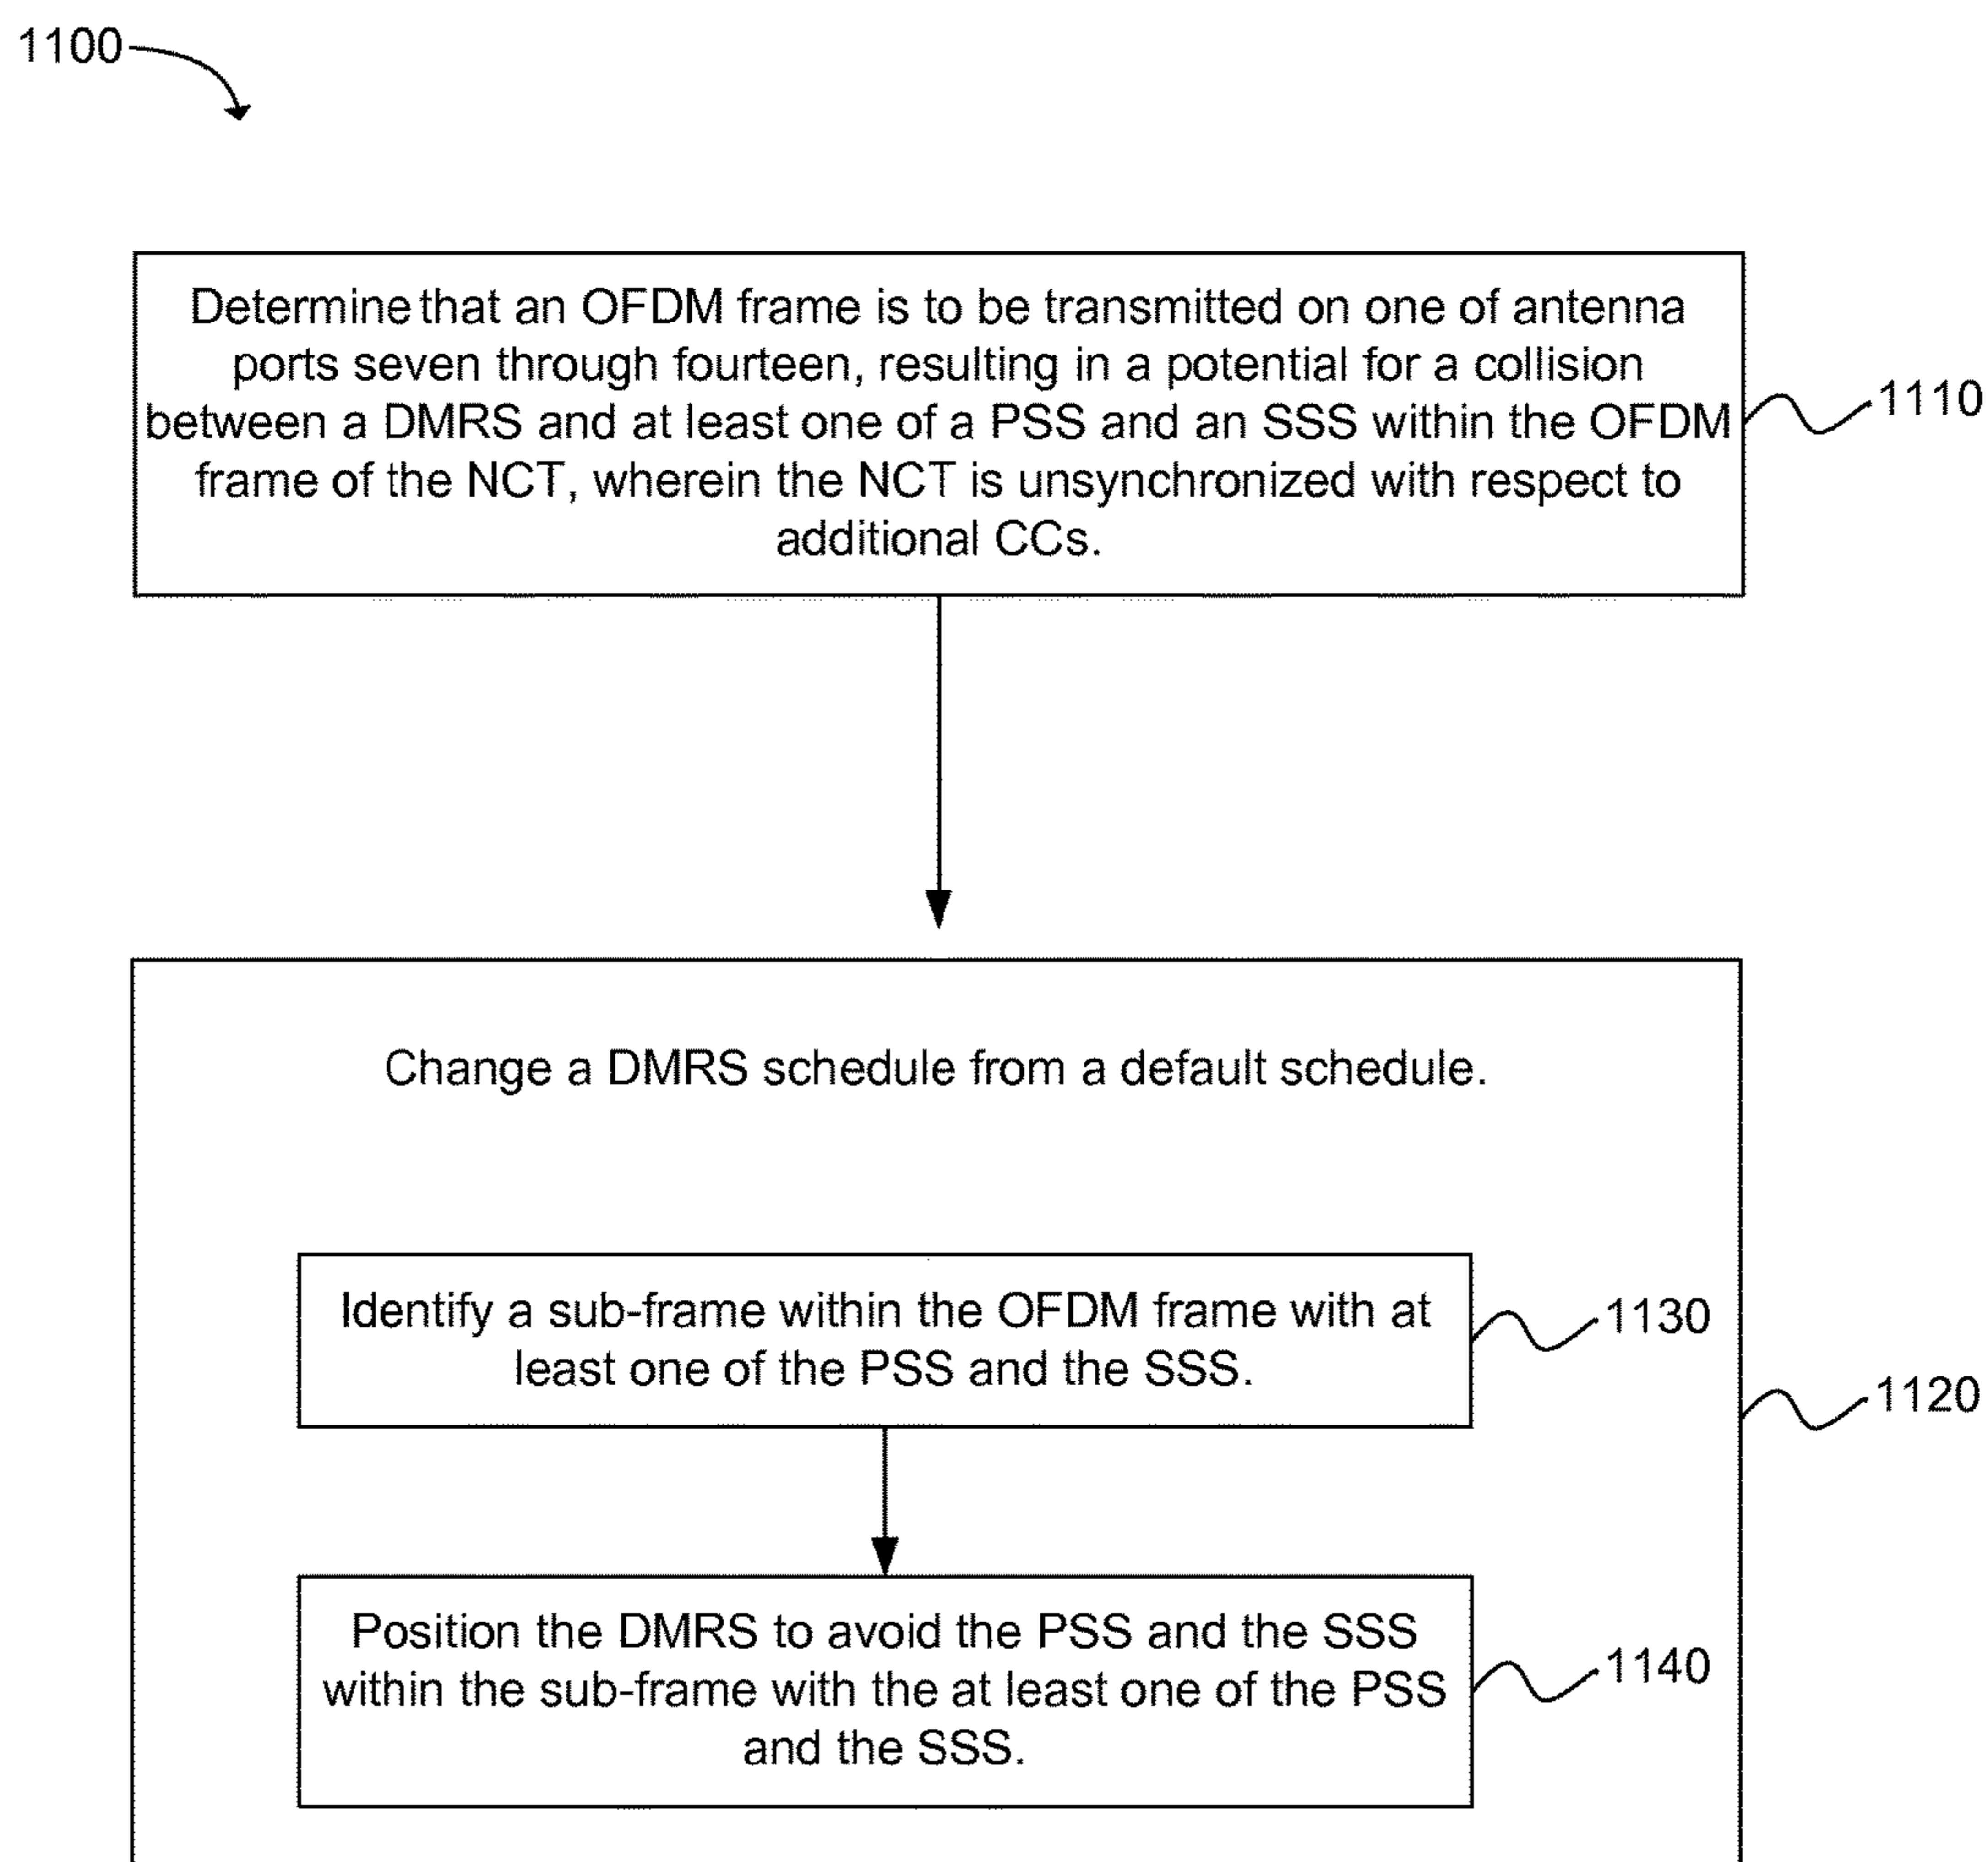 1100
Determine that an OFDM frame is to be transmitted on one of antenna
ports seven through fourteen, resulting in a potential for a collision
between a DMRS and at least one of a PSS and an SSS within the OFDM
frame of the NCT, wherein the NCT is unsynchronized with respect to
additional CCs.
1110
Change a DMRS schedule from a default schedule.
Identify a sub-frame within the OFDM frame with at
least one of the PSS and the SSS.
1130
1120
Position the DMRS to avoid the PSS and the SSS
within the sub-frame with the at least one of the PSS
and the SSS.
1140